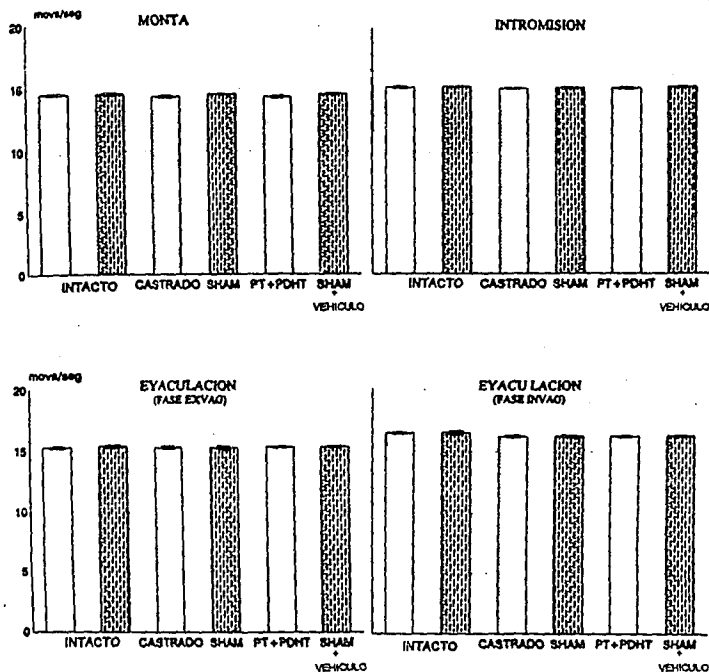 movs/seg
MONTA
INTROMISION
20
15
10
5
0
INTACTO CASTRADO SHAM PT+PDHT SHAM
+
VEHICULO
INTACTO CASTRADO SHAM PT+PDHT SHAM
+
VEHICULO
movs/seg
EYACULACION
(FASE EXVAG)
EYACULACION
(FASE INVAG)
20
15
10
5
0
INTACTO CASTRADO SHAM PT+PDHT SHAM
+
VEHICULO
INTACTO CASTRADO SHAM PT+PDHT SHAM
+
VEHICULO